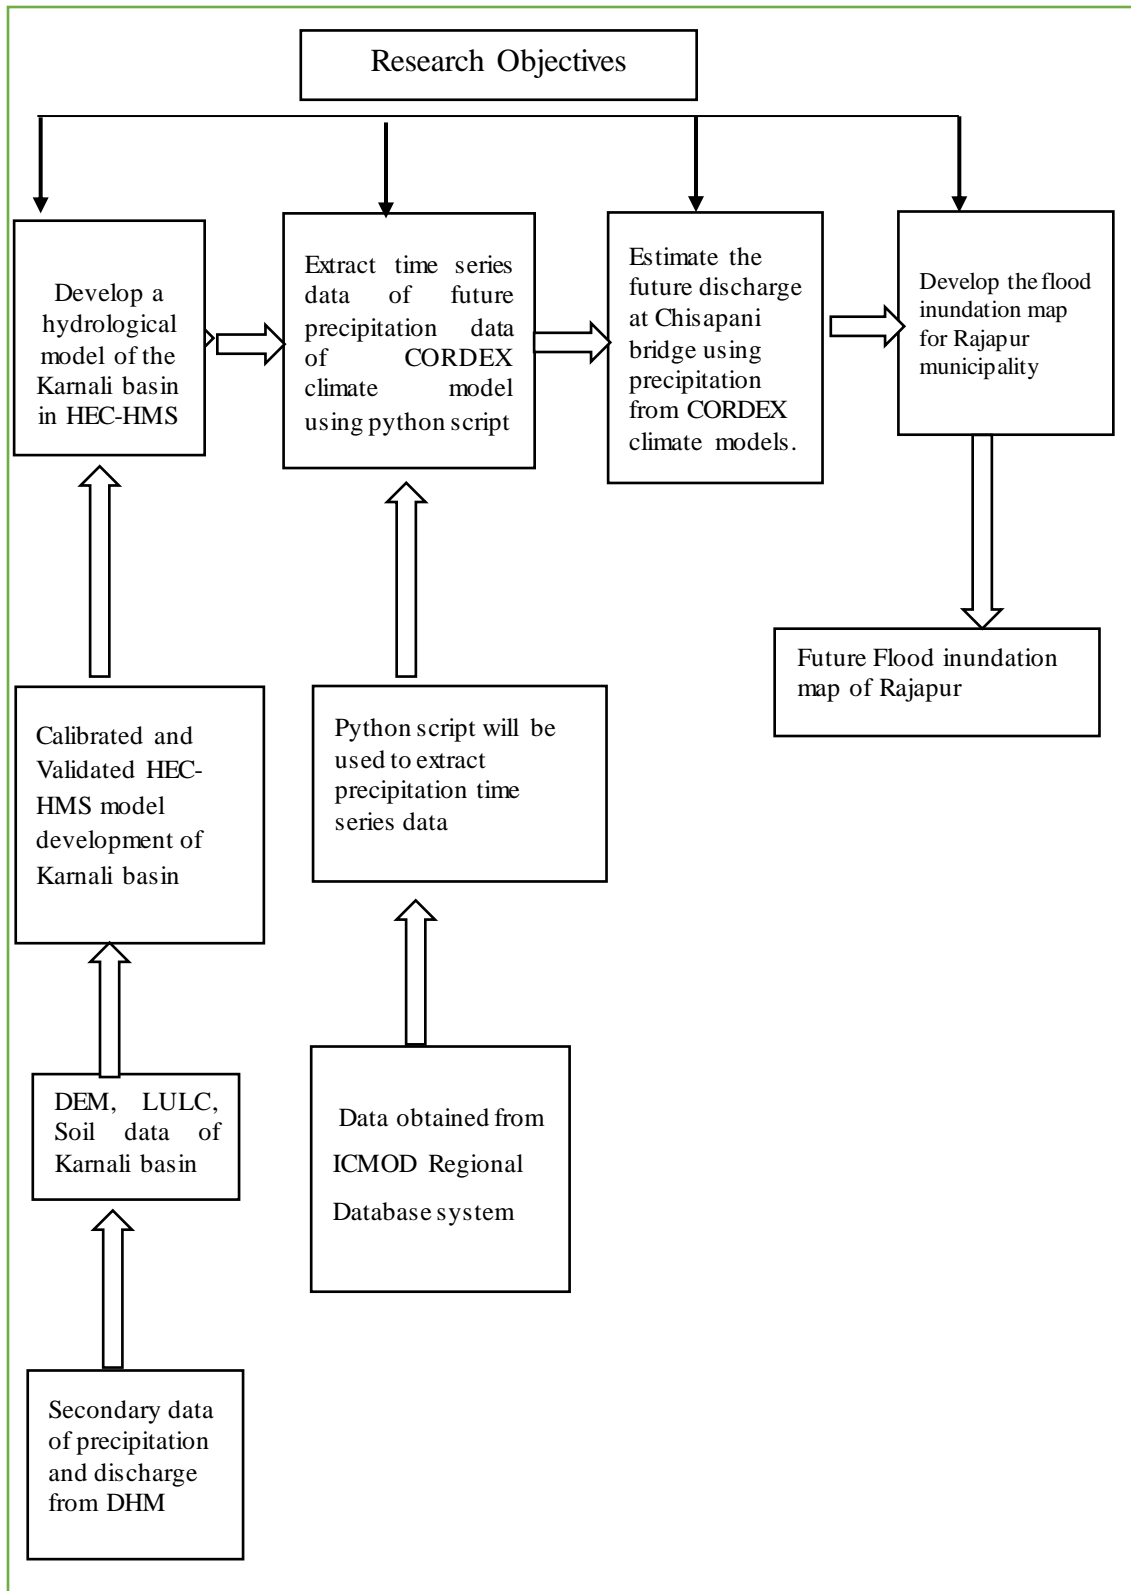 Research Objectives
Develop a
hydrological
model of the
Karnali basin
in HEC-HMS
Extract time series
data of future
precipitation data
of CORDEX
climate model
using python script
Estimate the
future discharge
at Chisapani
bridge using
precipitation
from CORDEX
climate models.
Develop the flood
inundation map
for Rajapur
municipality
Future Flood inundation
map of Rajapur
Calibrated and
Validated HEC-
HMS model
development of
Karnali basin
Python script will be
used to extract
precipitation time
series data
DEM, LULC,
Soil data of
Karnali basin
Data obtained from
ICMOD Regional
Database system
Secondary data
of precipitation
and discharge
from DHM